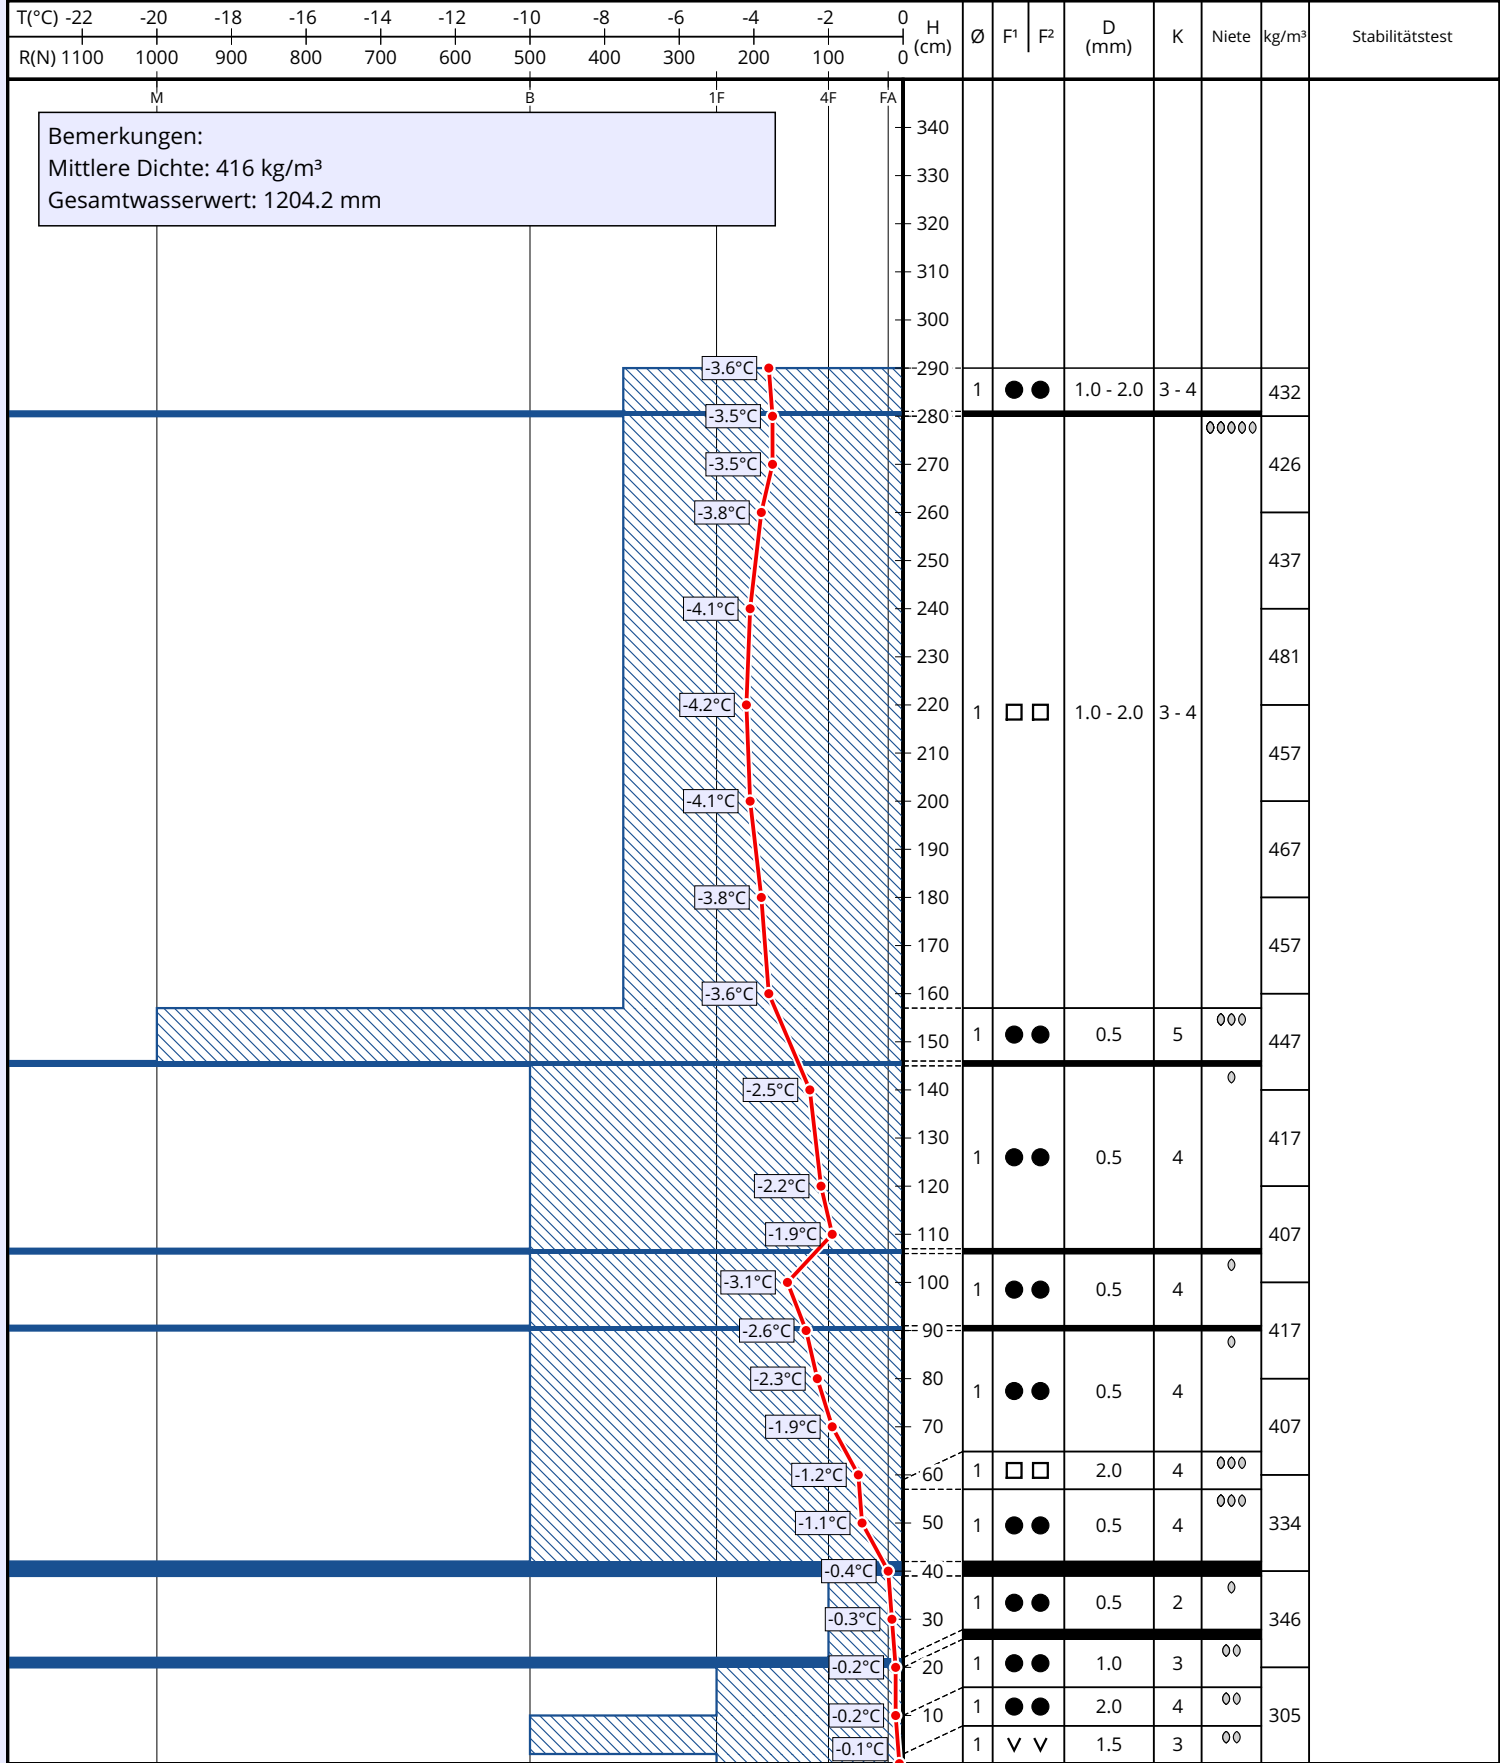 T(°C) -22 -20 -18 -16 -14 -12 -10 -8 -6 -4 -2 0
R(N) 1100 1000 900 800 700 600 500 400 300 200 100 0
H (cm) Ø F¹ F² D (mm) K Niete kg/m³ Stabilitätstest
M B 1F 4F FA
Bemerkungen:
Mittlere Dichte: 416 kg/m³
Gesamtwasserwert: 1204.2 mm
340
330
320
310
300
-3.6°C 290
1 1.0 - 2.0 3 - 4 432
-3.5°C 280
-3.5°C 270 426
-3.8°C 260
250 437
-4.1°C 240
230 481
-4.2°C 220
1 1.0 - 2.0 3 - 4
210 457
-4.1°C 200
190 467
-3.8°C 180
170 457
-3.6°C 160
150 1 0.5 5 447
-2.5°C 140
130 417
1 0.5 4
-2.2°C 120
-1.9°C 110 407
-3.1°C 100 1 0.5 4
-2.6°C 90 417
-2.3°C 80
1 0.5 4
-1.9°C 70 407
-1.2°C 60 1 2.0 4
-1.1°C 50 1 0.5 4 334
-0.4°C 40
1 0.5 2
-0.3°C 30 346
-0.2°C 20 1 1.0 3
-0.2°C 10 1 2.0 4 305
-0.1°C 1 1.5 3